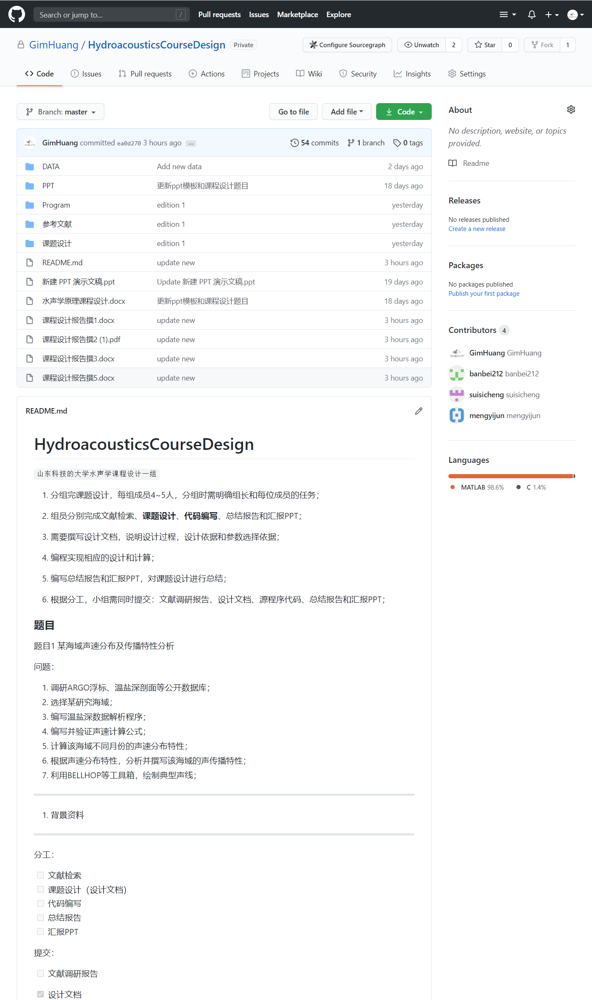 Search or jump to...
/
Pull requests
Issues
Marketplace
Explore
GimHuang / HydroacousticsCourseDesign
Private
Configure Sourcegraph
Unwatch
2
Star
0
Fork
1
Code
Issues
Pull requests
Actions
Projects
Wiki
Security
Insights
Settings
Branch: master
Go to file
Add file
Code
GimHuang committed ea0d270 3 hours ago
...
54 commits
1 branch
0 tags
DATA
Add new data
2 days ago
PPT
更新ppt模板和课程设计题目
18 days ago
Program
edition 1
yesterday
参考文献
edition 1
yesterday
课题设计
edition 1
yesterday
README.md
update new
3 hours ago
新建 PPT 演示文稿.ppt
Update 新建 PPT 演示文稿.ppt
19 days ago
水声学原理课程设计.docx
更新ppt模板和课程设计题目
18 days ago
课程设计报告撰1.docx
update new
3 hours ago
课程设计报告撰2 (1).pdf
update new
3 hours ago
课程设计报告撰3.docx
update new
3 hours ago
课程设计报告撰5.docx
update new
3 hours ago
README.md
HydroacousticsCourseDesign
山东科技的大学水声学课程设计一组
1. 分组完课题设计，每组成员4~5人，分组时需明确组长和每位成员的任务；
2. 组员分别完成文献检索、课题设计、代码编写、总结报告和汇报PPT；
3. 需要撰写设计文档，说明设计过程，设计依据和参数选择依据；
4. 编程实现相应的设计和计算；
5. 编写总结报告和汇报PPT，对课题设计进行总结；
6. 根据分工，小组需同时提交：文献调研报告、设计文档、源程序代码、总结报告和汇报PPT；
题目
题目1 某海域声速分布及传播特性分析
问题：
1. 调研ARGO浮标、温盐深剖面等公开数据库；
2. 选择某研究海域；
3. 编写温盐深数据解析程序；
4. 编写并验证声速计算公式；
5. 计算该海域不同月份的声速分布特性；
6. 根据声速分布特性，分析并撰写该海域的声传播特性；
7. 利用BELLHOP等工具箱，绘制典型声线；
1. 背景资料
分工：
文献检索
课题设计（设计文档）
代码编写
总结报告
汇报PPT
提交：
文献调研报告
设计文档
About
No description, website, or topics
provided.
Readme
Releases
No releases published
Create a new release
Packages
No packages published
Publish your first package
Contributors 4
GimHuang GimHuang
banbei212 banbei212
suisicheng suisicheng
mengyijun mengyijun
Languages
MATLAB 98.6%
C 1.4%